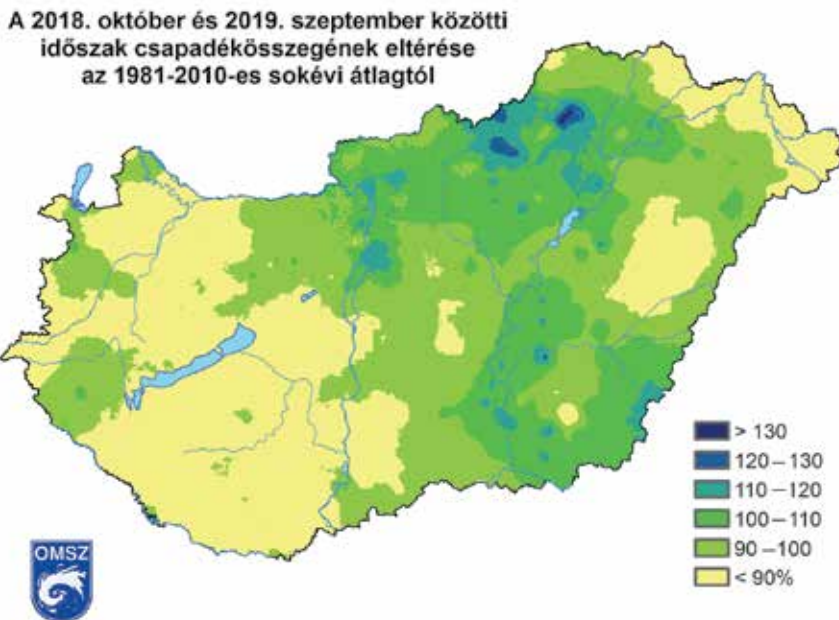 A 2018. október és 2019. szeptember közötti
időszak csapadékösszegének eltérése
az 1981-2010-es sokévi átlagtól
> 130
120 – 130
110 – 120
100 – 110
90 – 100
< 90%
OMSZ